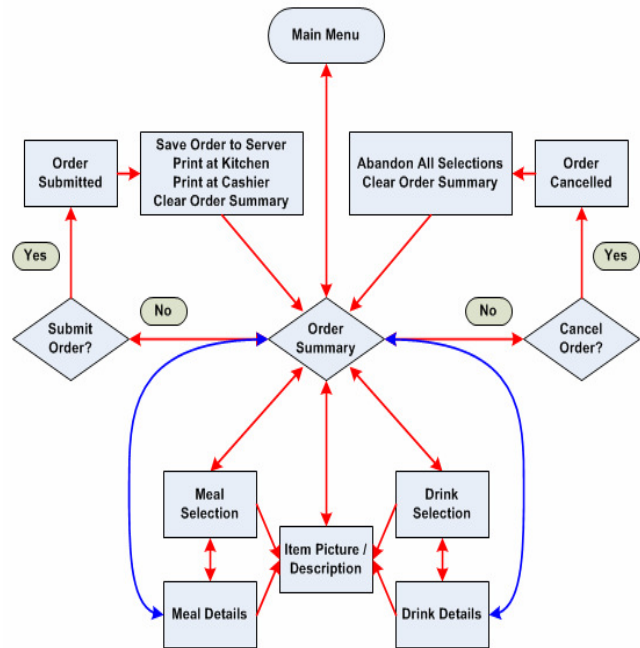 Main Menu
Order
Submitted
Save Order to Server
Print at Kitchen
Print at Cashier
Clear Order Summary
Abandon All Selections
Clear Order Summary
Order
Cancelled
Yes
Yes
Submit
Order?
No
Order
Summary
No
Cancel
Order?
Meal
Selection
Drink
Selection
Item Picture /
Description
Meal Details
Drink Details